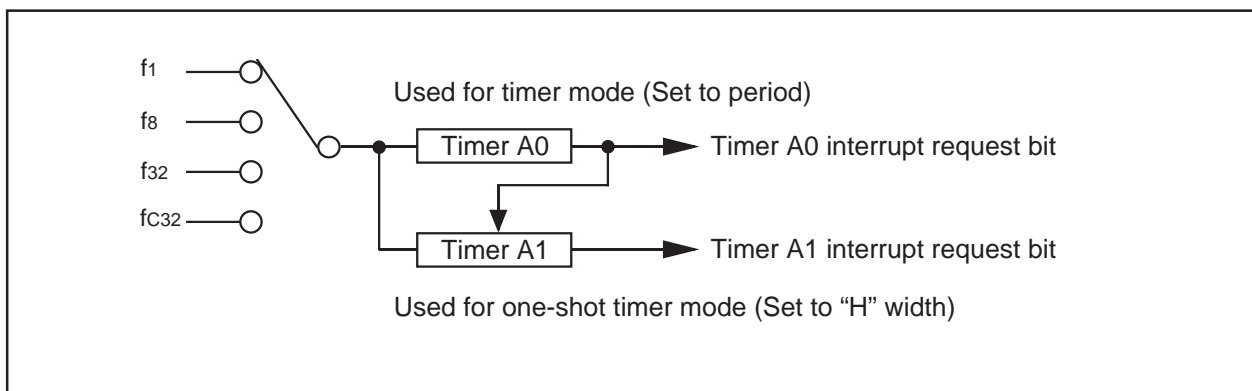 f1
f8
f32
fC32
Used for timer mode (Set to period)
Timer A0
Timer A0 interrupt request bit
Timer A1
Timer A1 interrupt request bit
Used for one-shot timer mode (Set to “H” width)